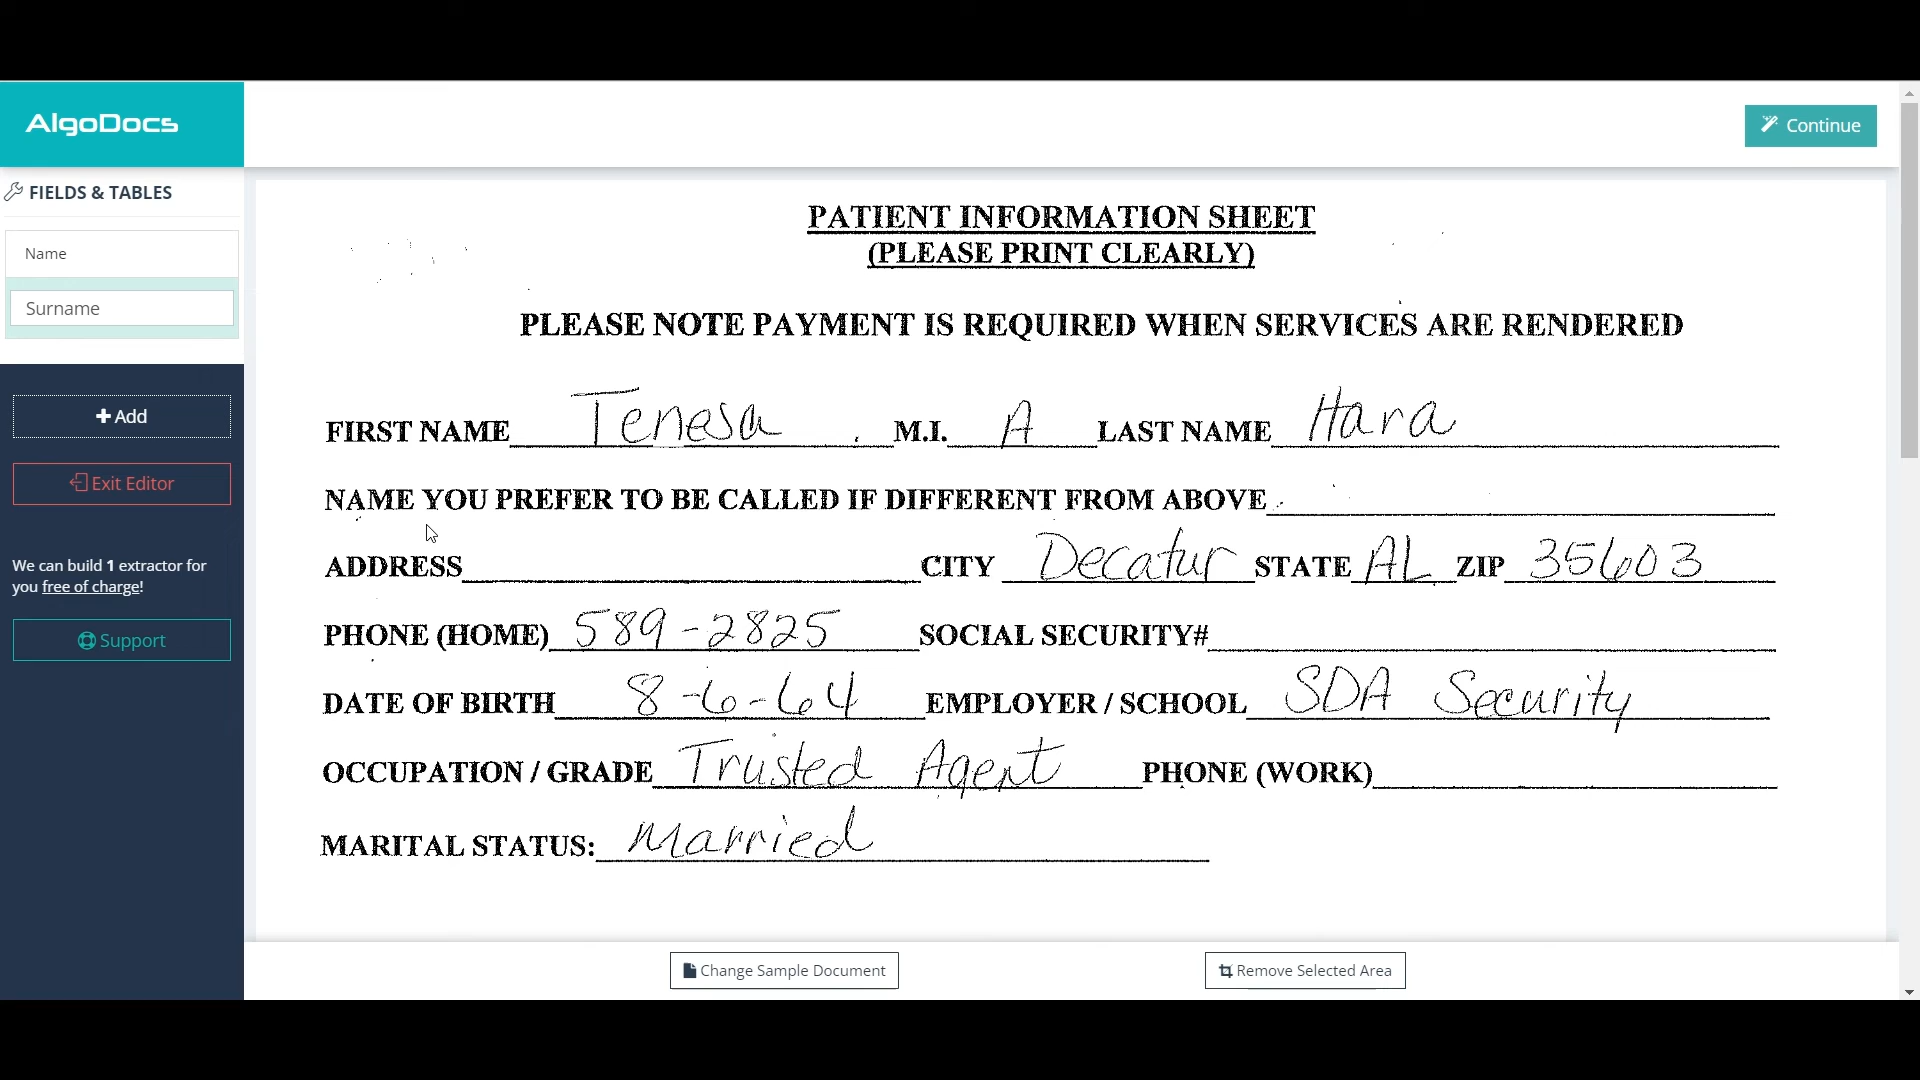 AlgoDocs
Continue
FIELDS & TABLES
Name
Surname
Add
Exit Editor
We can build 1 extractor for
you free of charge!
Support
PATIENT INFORMATION SHEET
(PLEASE PRINT CLEARLY)
PLEASE NOTE PAYMENT IS REQUIRED WHEN SERVICES ARE RENDERED
FIRST NAME Tenesa M.I. A LAST NAME Hara
NAME YOU PREFER TO BE CALLED IF DIFFERENT FROM ABOVE
ADDRESS CITY Decatur STATE AL ZIP 35603
PHONE (HOME) 589-2825 SOCIAL SECURITY#
DATE OF BIRTH 8-6-64 EMPLOYER / SCHOOL SDA Security
OCCUPATION / GRADE Trusted Agent PHONE (WORK)
MARITAL STATUS: Married
Change Sample Document Remove Selected Area